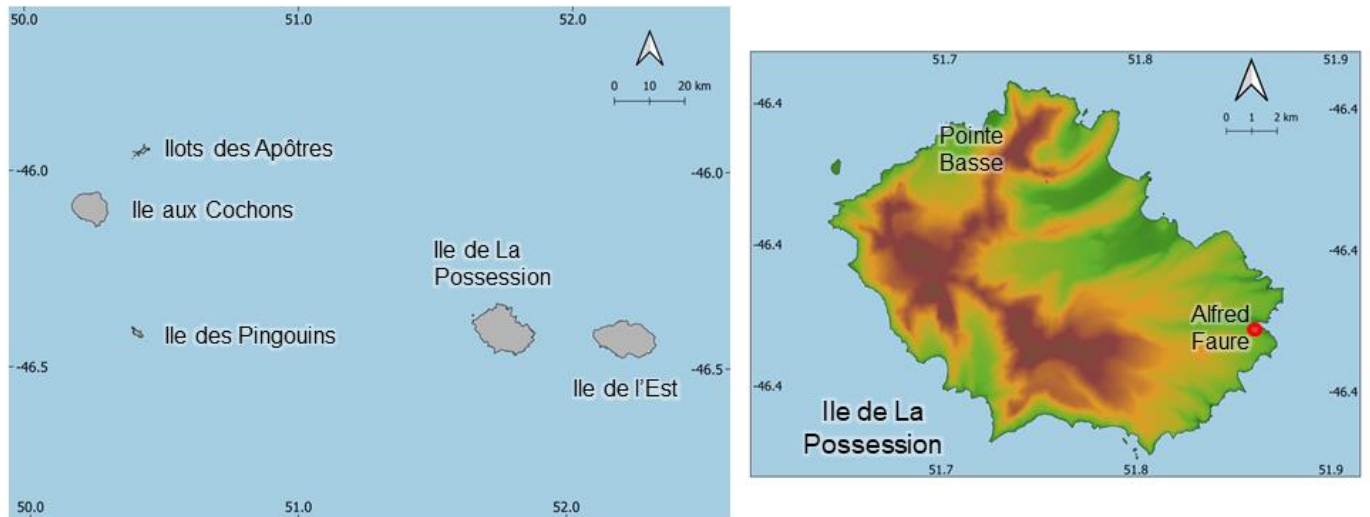 50.0 51.0 52.0
0 10 20 km
Ilots des Apôtres
-46.0 -46.0
Ile aux Cochons
Ile de La
Possession
Ile des Pingouins
-46.5 -46.5
Ile de l'Est
50.0 51.0 52.0
51.7 51.8 51.9
-46.4 -46.4
0 1 2 km
Pointe
Basse
-46.4 -46.4
Alfred
Faure
-46.4 -46.4
Ile de La
Possession
51.7 51.8 51.9